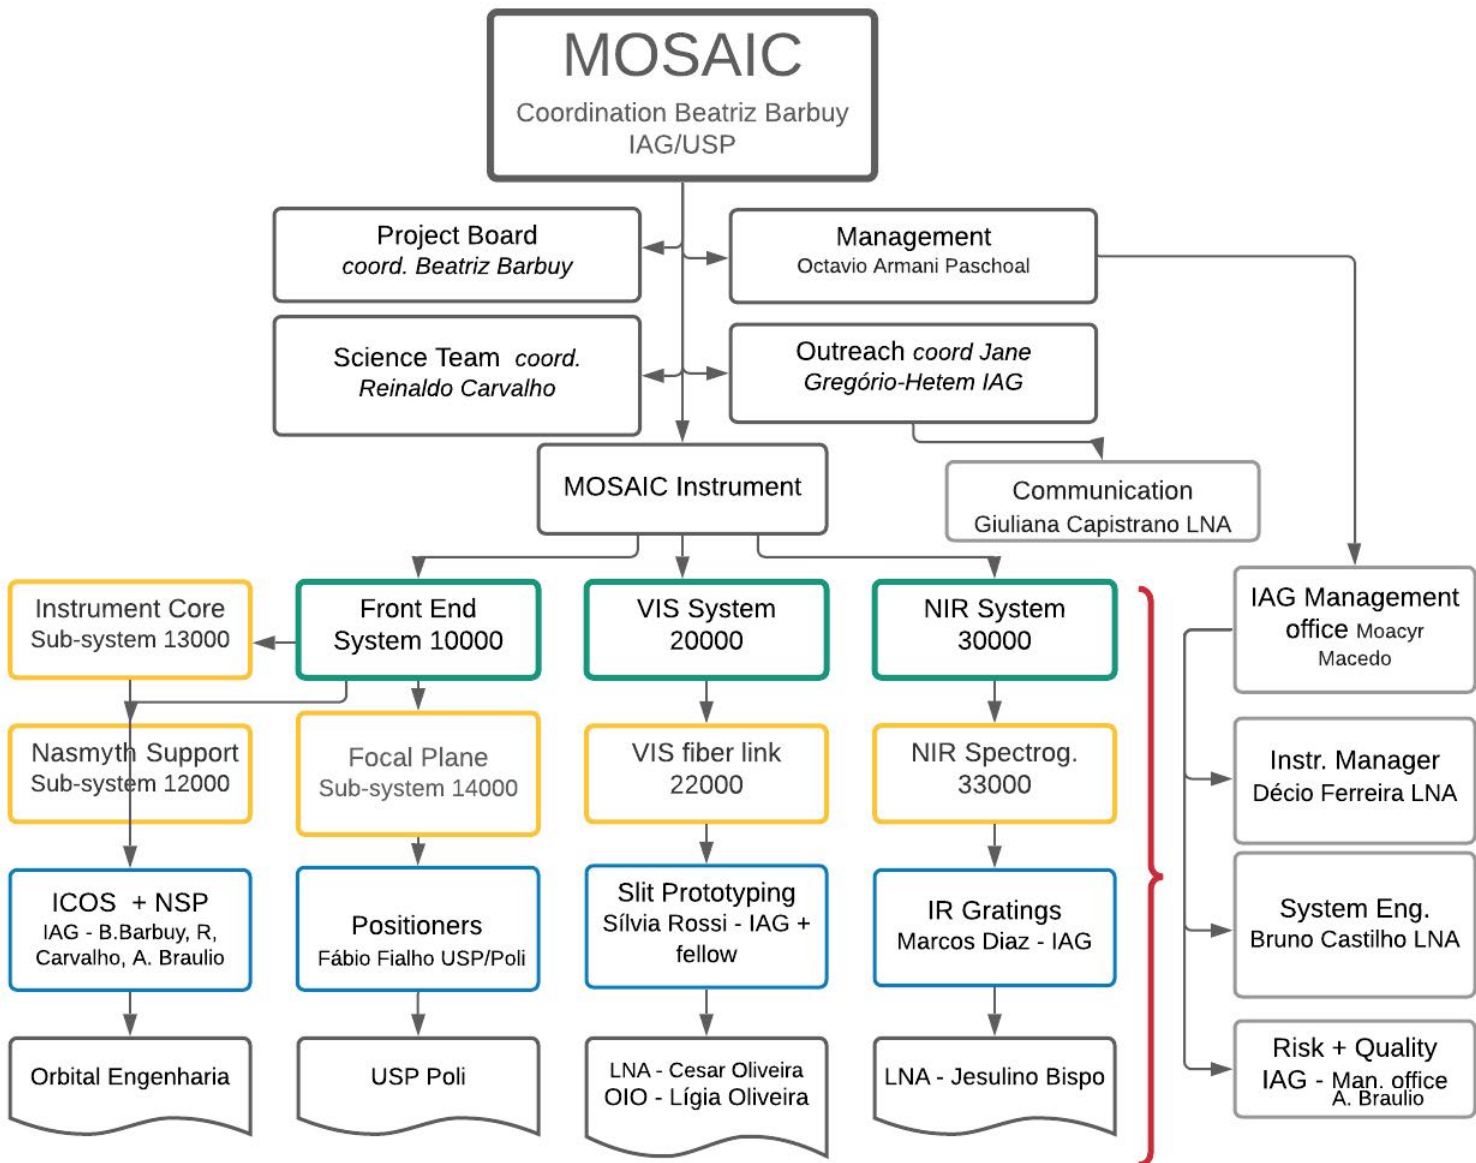 MOSAIC
Coordination Beatriz Barbuy
IAG/USP
Project Board
coord. Beatriz Barbuy
Management
Octavio Armani Paschoal
Science Team coord.
Reinaldo Carvalho
Outreach coord Jane
Gregório-Hetem IAG
MOSAIC Instrument
Communication
Giuliana Capistrano LNA
Instrument Core
Sub-system 13000
Front End
System 10000
VIS System
20000
NIR System
30000
IAG Management
office Moacyr
Macedo
Nasmyth Support
Sub-system 12000
Focal Plane
Sub-system 14000
VIS fiber link
22000
NIR Spectrog.
33000
Instr. Manager
Décio Ferreira LNA
ICOS + NSP
IAG - B.Barbuy, R,
Carvalho, A. Braulio
Positioners
Fábio Fialho USP/Poli
Slit Prototyping
Sílvia Rossi - IAG +
fellow
IR Gratings
Marcos Diaz - IAG
System Eng.
Bruno Castilho LNA
Orbital Engenharia
USP Poli
LNA - Cesar Oliveira
OIO - Lígia Oliveira
LNA - Jesulino Bispo
Risk + Quality
IAG - Man. office
A. Braulio